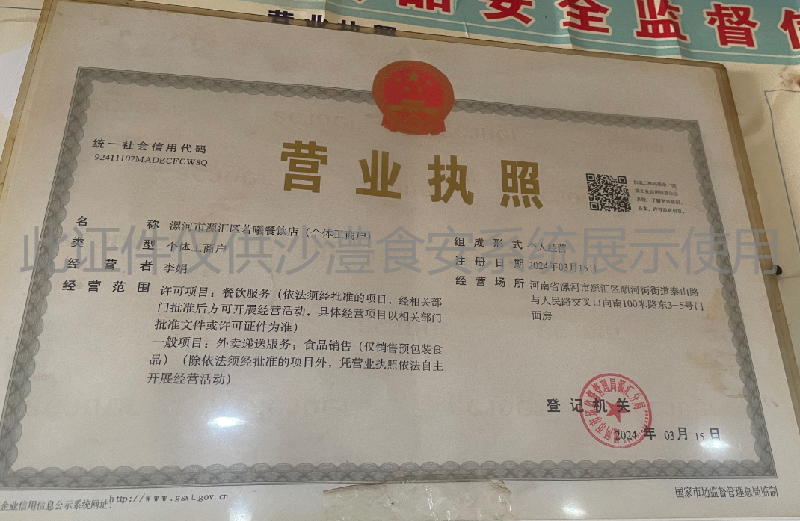 品安全监督信
营业执照
统一社会信用代码
营业执照
名 称 漯河市源汇区名曦餐饮店(个体工商户)
类 型 个体工商户
经 营 者 李娟
经 营 范 围 许可项目:餐饮服务(依法须经批准的项目,经相关部
门批准后方可开展经营活动,具体经营项目以相关部门
批准文件或许可证件为准)
一般项目:外卖递送服务;食品销售(仅销售预包装食
品)(除依法须经批准的项目外,凭营业执照依法自主
开展经营活动)
组 成 形 式 个人经营
注 册 日 期 2024年03月15日
经 营 场 所 河南省漯河市源汇区顺河街街道泰山路
与人民路交叉口向南100米路东3-5号门
面房
此证件仅供沙澧食安系统展示使用
登 记 机 关
2024 年 03 月 15 日
企业信用信息公示系统网址:http://www.gsxt.gov.cn
国家市场监督管理总局监制